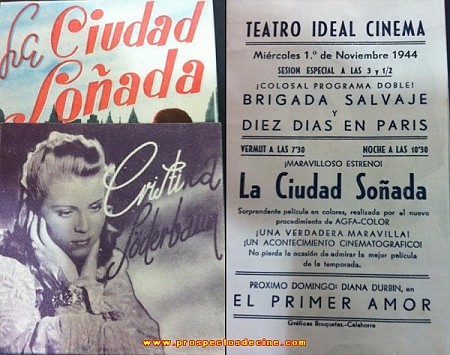 La Ciudad
Soñada
Cristina
Söderbaum
TEATRO IDEAL CINEMA
Miércoles 1.º de Noviembre 1944
SESION ESPECIAL A LAS 3 y 1/2
¡COLOSAL PROGRAMA DOBLE!
BRIGADA SALVAJE
Y
DIEZ DIAS EN PARIS
VERMUT A LAS 7'30 NOCHE A LAS 10'30
¡MARAVILLOSO ESTRENO!
La Ciudad Soñada
Sorprendente película en colores, realizada por el nuevo
procedimiento de AGFA-COLOR
¡UNA VERDADERA MARAVILLA!
¡UN ACONTECIMIENTO CINEMATOGRAFICO!
No pierda la ocasión de admirar la mejor película
de la temporada.
PROXIMO DOMINGO: DIANA DURBIN, en
EL PRIMER AMOR
Gráficas Broquetas.-Calahorra
www.prospectosdecine.com